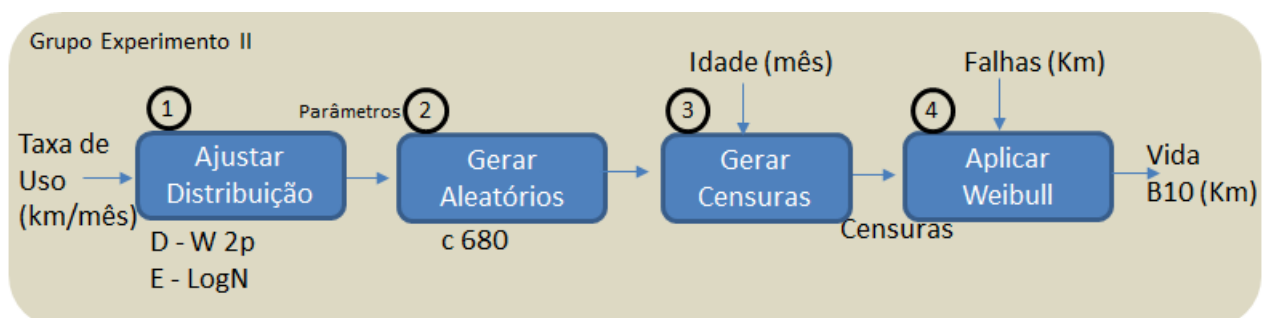 Grupo Experimento II
Taxa de
Uso
(km/mês)
1
Ajustar
Distribuição
D - W 2p
E - LogN
Parâmetros
2
Gerar
Aleatórios
c 680
Idade (mês)
3
Gerar
Censuras
Censuras
Falhas (Km)
4
Aplicar
Weibull
Vida
B10 (Km)